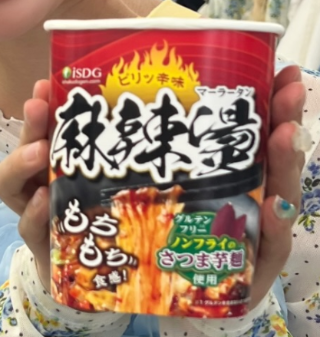 iSDG
ishokudogen.com
ピリッ辛味
マーラータン
麻辣湯
もち
もち
食感!
グルテン
フリー
ノンフライの
さつま芋麺
使用